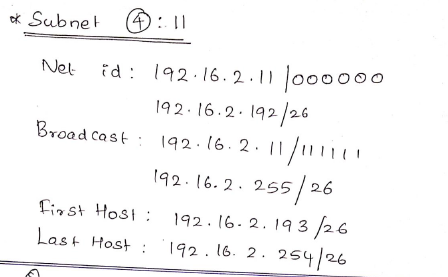 * Subnet ④ : 11
Net id : 192.16.2.11 |000000
192.16.2.192/26
Broadcast : 192.16.2.11/111111
192.16.2.255/26
First Host : 192.16.2.193/26
Last Host : 192.16.2.254/26